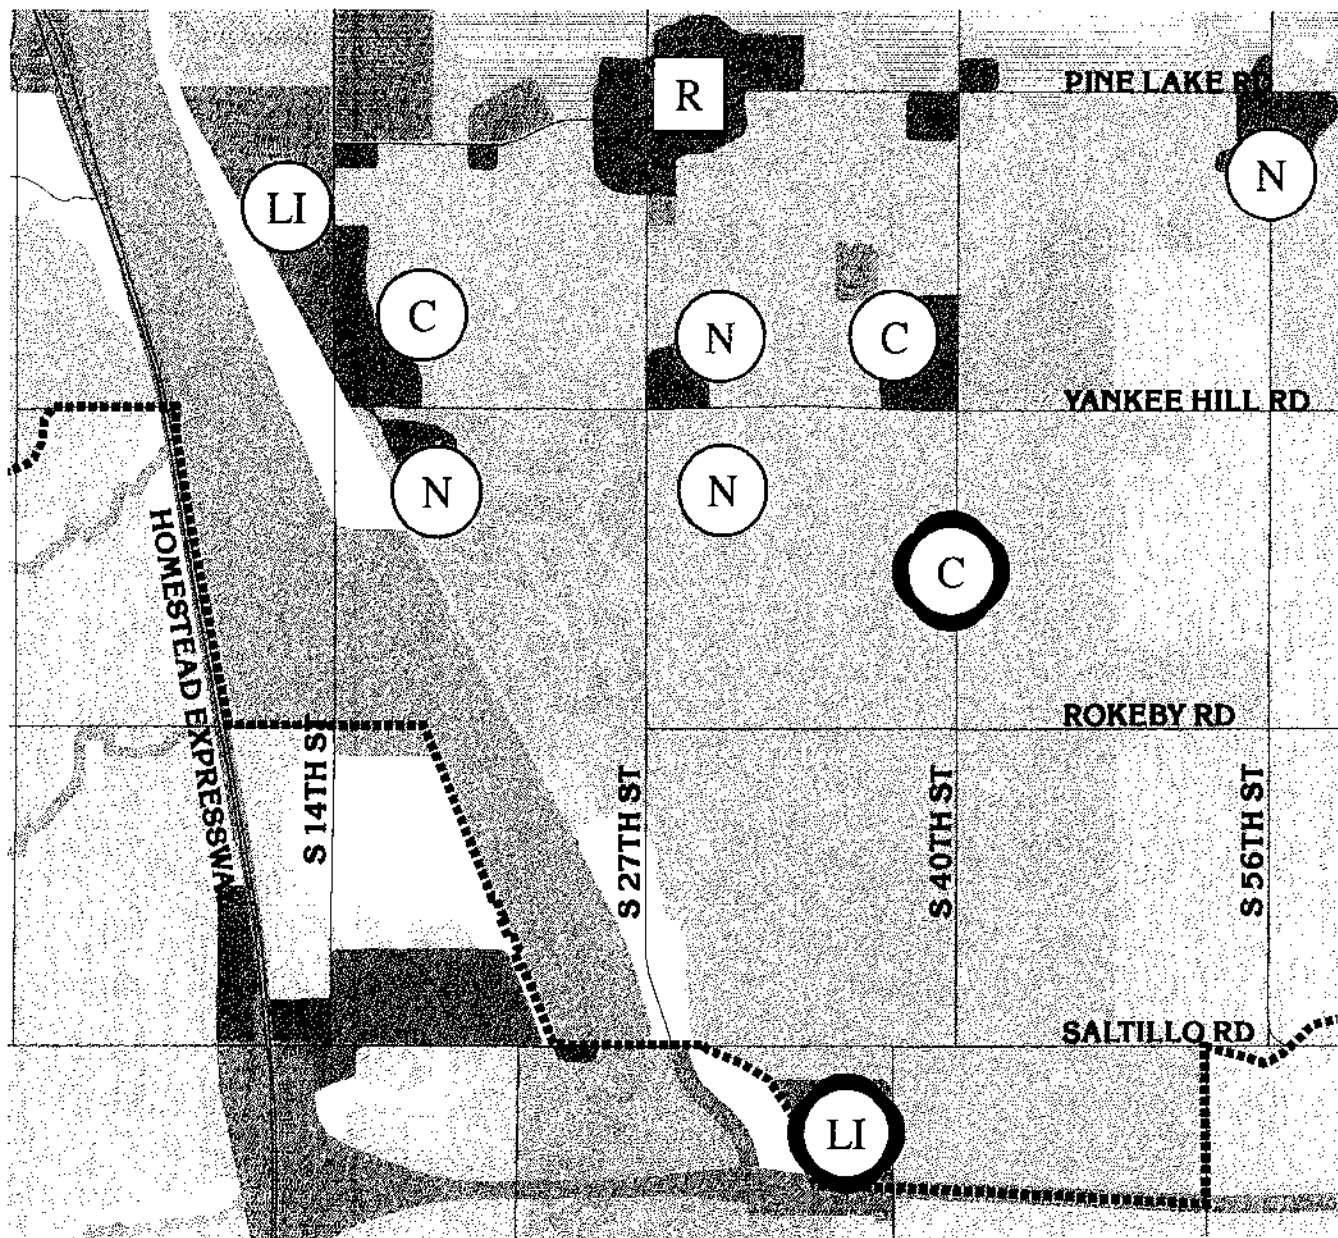 PINE LAKE RD
R
N
LI
C
N
C
YANKEE HILL RD
N
N
C
HOMESTEAD EXPRESSWA
ROKEBY RD
S 14TH ST
S 27TH ST
S 40TH ST
S 56TH ST
SALTILLO RD
LI